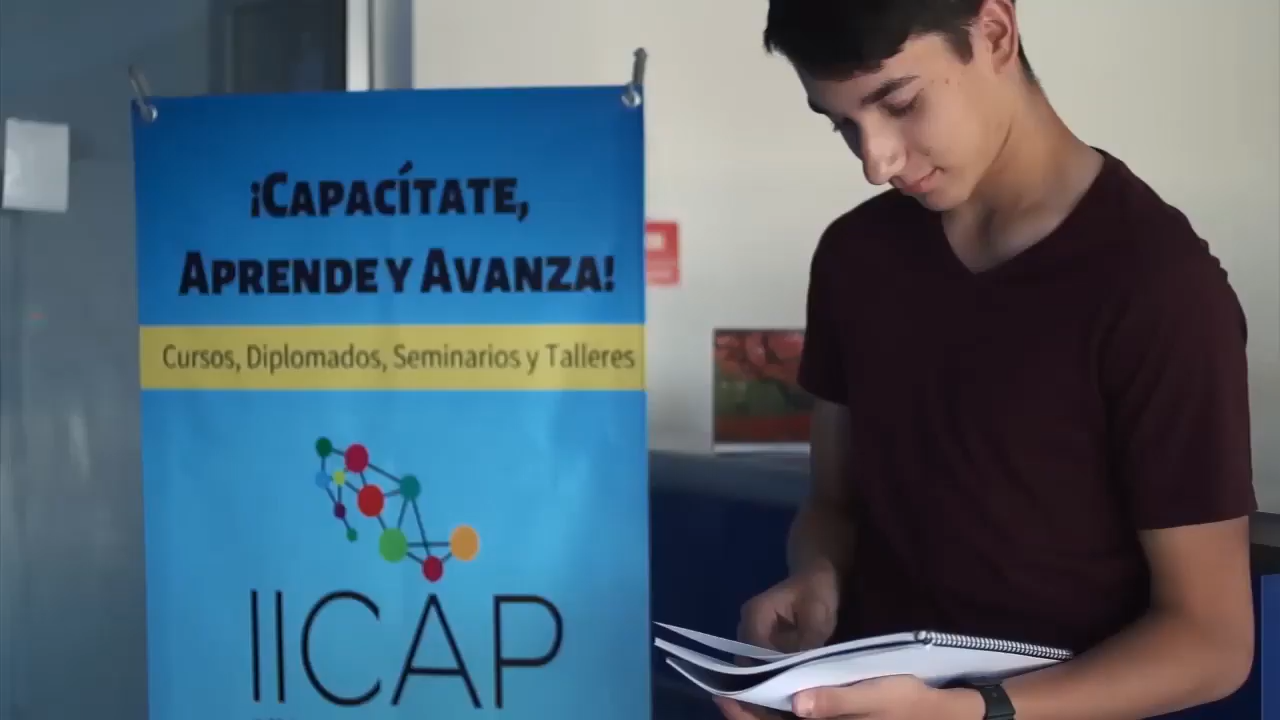 ¡CAPACÍTATE,
APRENDE Y AVANZA!
Cursos, Diplomados, Seminarios y Talleres
IICAP